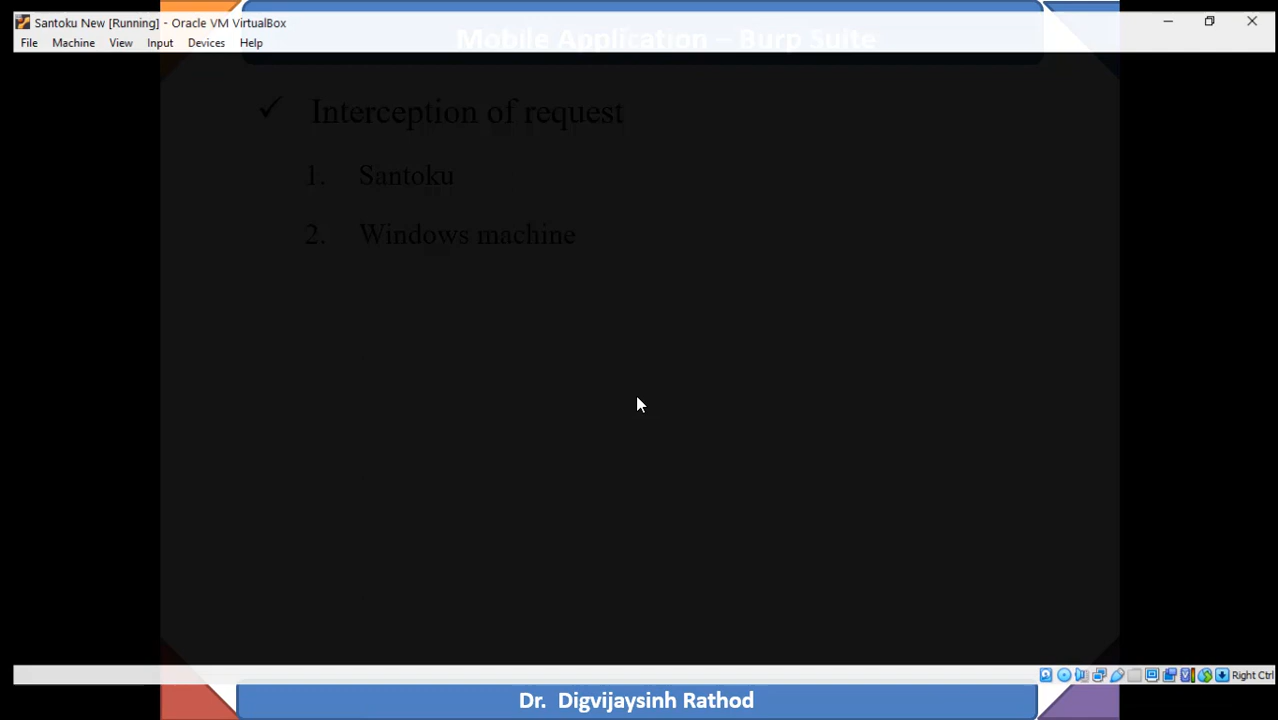 Santoku New [Running] - Oracle VM VirtualBox
File Machine View Input Devices Help
Mobile Application – Burp Suite
✓ Interception of request
1. Santoku
2. Windows machine
Right Ctrl
Dr. Digvijaysinh Rathod